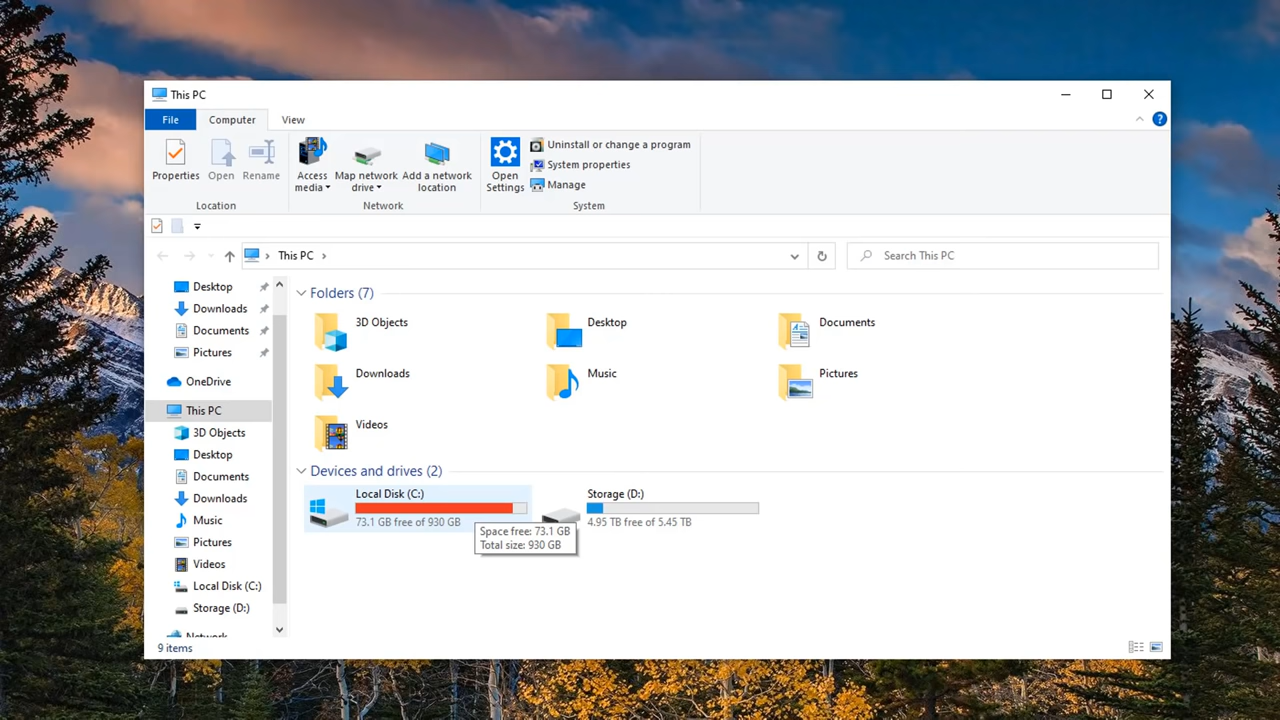 This PC
File
Computer
View
Properties
Open
Rename
Access media
Map network drive
Add a network location
Open Settings
Uninstall or change a program
System properties
Manage
Location
Network
System
This PC
Search This PC
Desktop
Downloads
Documents
Pictures
OneDrive
This PC
3D Objects
Desktop
Documents
Downloads
Music
Pictures
Videos
Local Disk (C:)
Storage (D:)
Network
Folders (7)
3D Objects
Desktop
Documents
Downloads
Music
Pictures
Videos
Devices and drives (2)
Local Disk (C:)
73.1 GB free of 930 GB
Storage (D:)
4.95 TB free of 5.45 TB
Space free: 73.1 GB
Total size: 930 GB
9 items